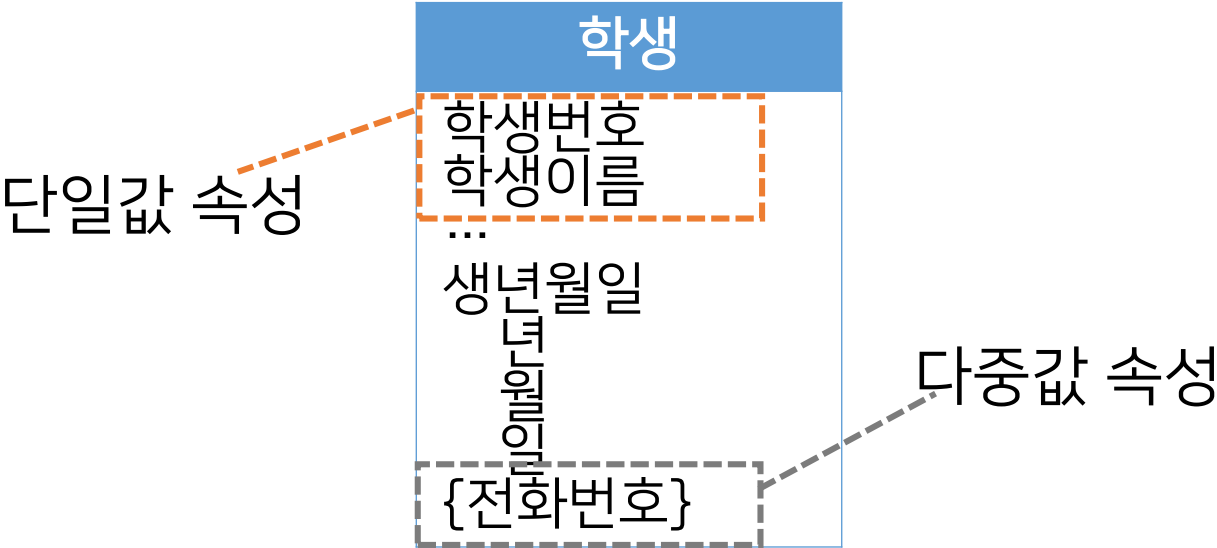 학생
학생번호
학생이름
단일값 속성
...
생년월일
년
월
일
다중값 속성
{전화번호}